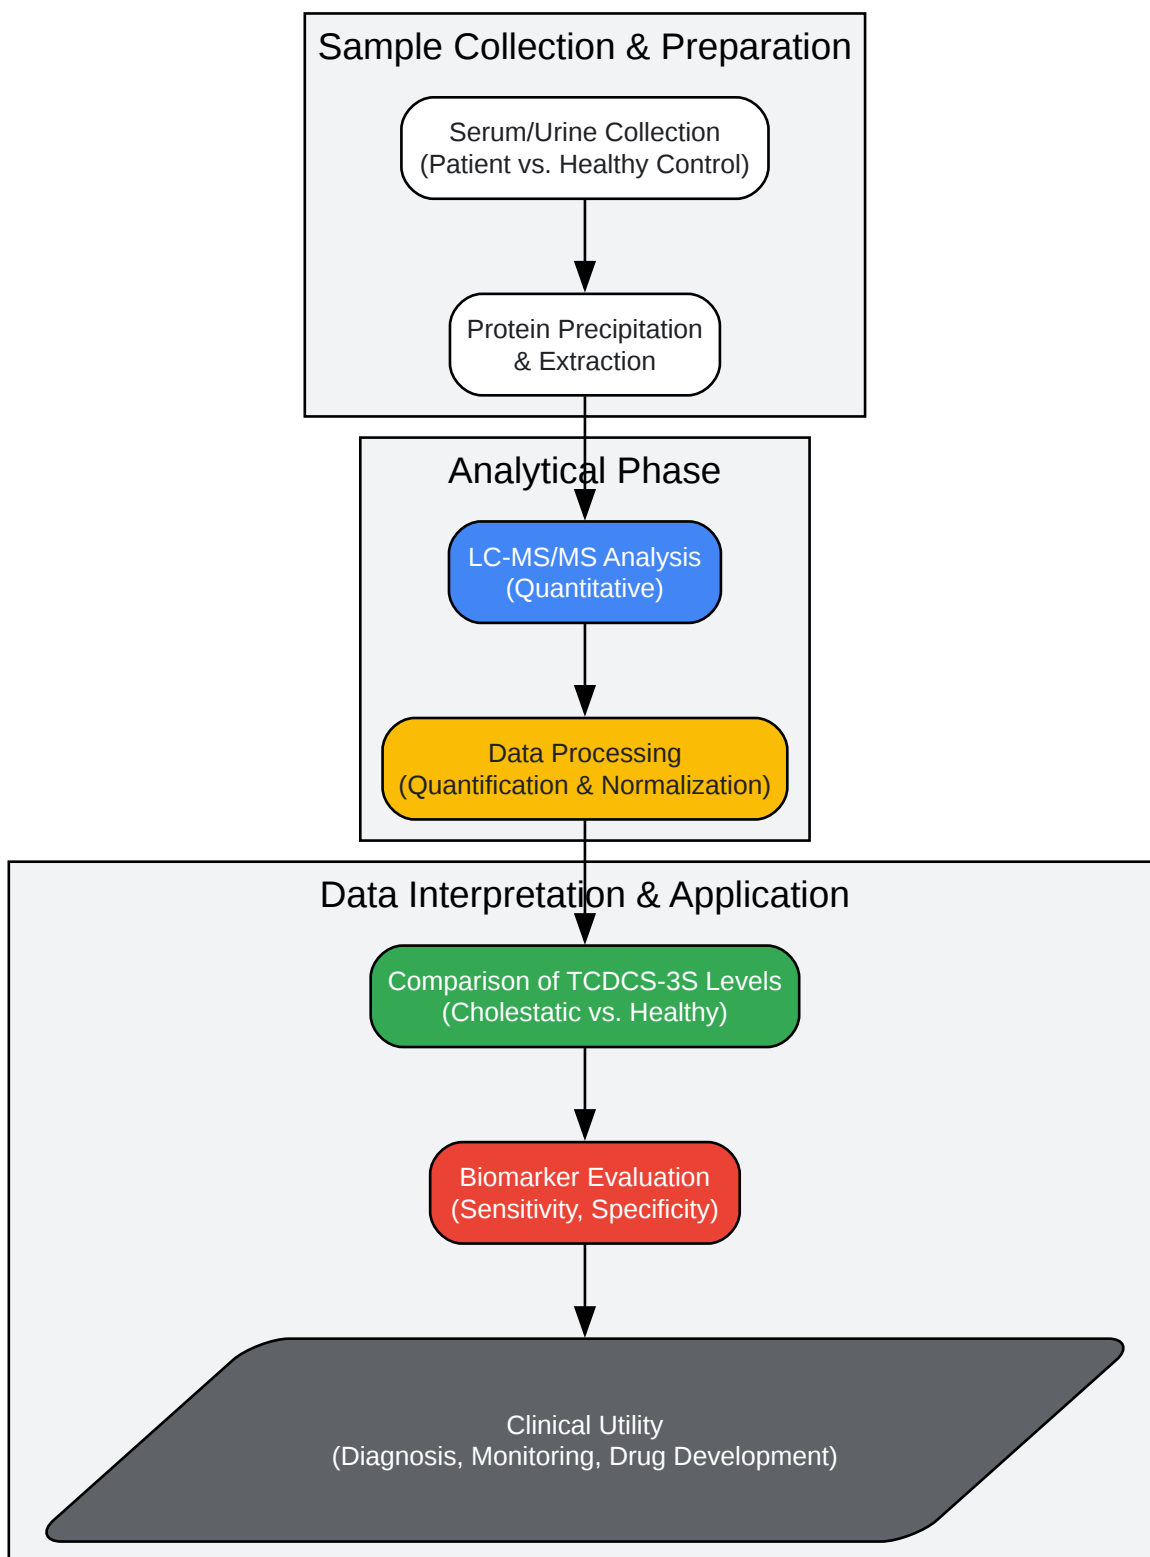 Sample Collection & Preparation
Serum/Urine Collection
(Patient vs. Healthy Control)
Protein Precipitation
& Extraction
Analytical Phase
LC-MS/MS Analysis
(Quantitative)
Data Processing
(Quantification & Normalization)
Data Interpretation & Application
Comparison of TCDCS-3S Levels
(Cholestatic vs. Healthy)
Biomarker Evaluation
(Sensitivity, Specificity)
Clinical Utility
(Diagnosis, Monitoring, Drug Development)